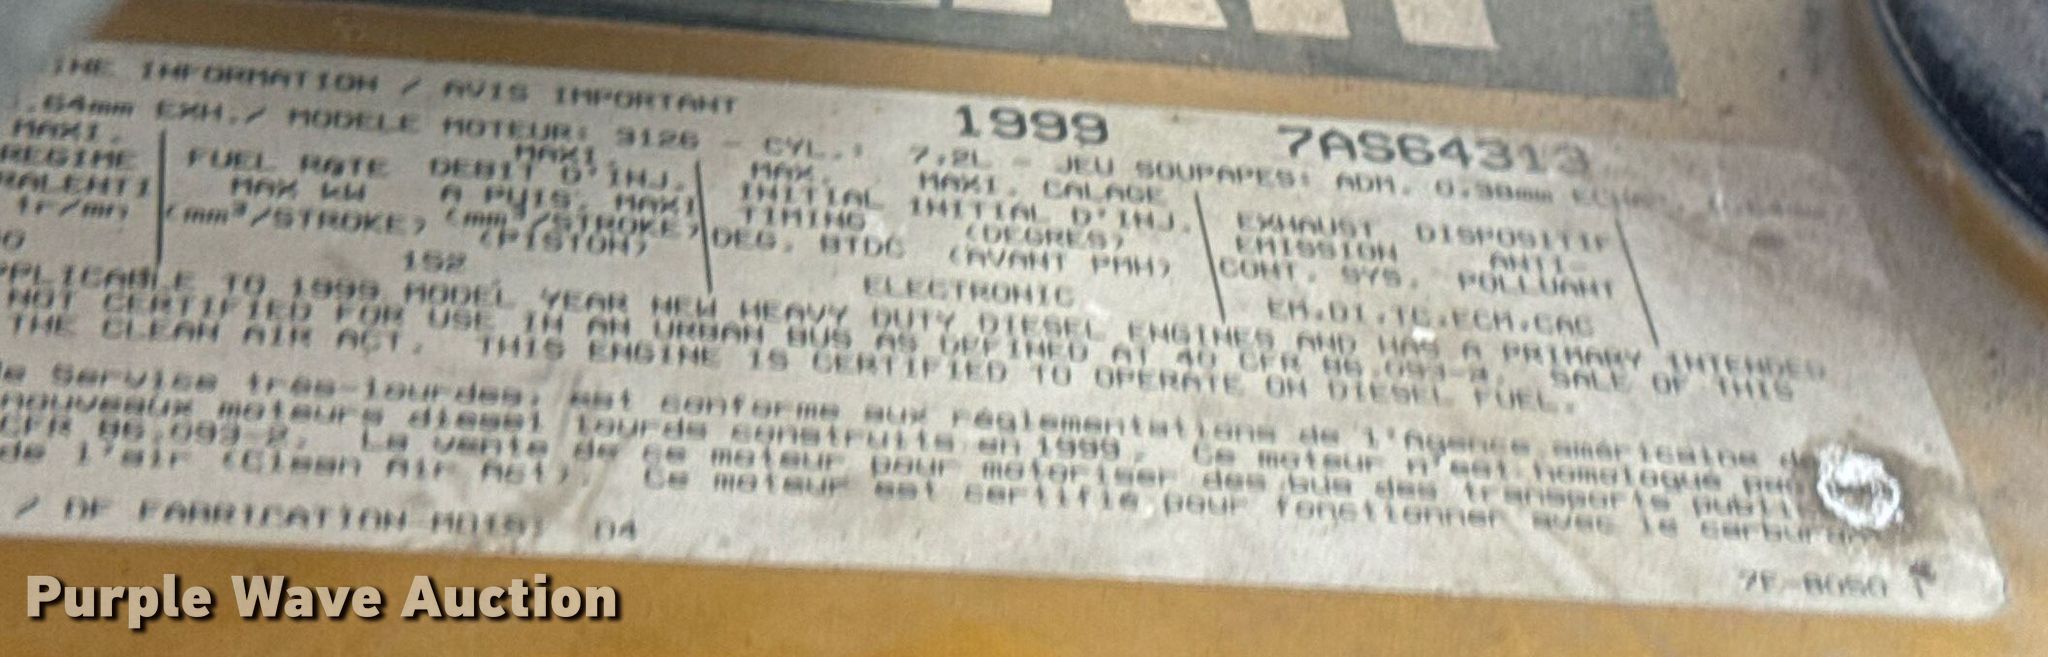 INFORMATION / AVIS IMPORTANT 1999 7AS64313
.64mm EXH./ MODELE MOTEUR: 3126 - CYL.: 7,2L - JEU SOUPAPES: ADM. 0.38mm
MAXI. MAXI. MAX. MAXI. CALAGE
REGIME FUEL RATE DEBIT D'INJ. INITIAL INITIAL D'INJ. EXHAUST DISPOSITIF
RALENTI MAX kW A PUIS. MAXI TIMING (DEGRES) EMISSION ANTI-
tr/mn (mm³/STROKE) (mm³/STROKE) DEG. BTDC (AVANT PMH) CONT. SYS. POLLUANT
(PISTON)
152 ELECTRONIC EM,DI,TC,ECM,CAC
APPLICABLE TO 1999 MODEL YEAR NEW HEAVY DUTY DIESEL ENGINES AND HAS A PRIMARY INTENDED
NOT CERTIFIED FOR USE IN AN URBAN BUS AS DEFINED AT 40 CFR 86.093-2. SALE OF THIS
THE CLEAN AIR ACT. THIS ENGINE IS CERTIFIED TO OPERATE ON DIESEL FUEL.
de service très-lourdes, est conforme aux réglementations de l'Agence américaine
nouveaux moteurs diesel lourds construits en 1999. Ce moteur n'est homologué
CFR 86.093-2. La vente de ce moteur pour motoriser des bus des transports
de l'air (Clean Air Act). Ce moteur est certifié pour fonctionner avec le
/ DF FABRICATION MOIS: 04
Purple Wave Auction